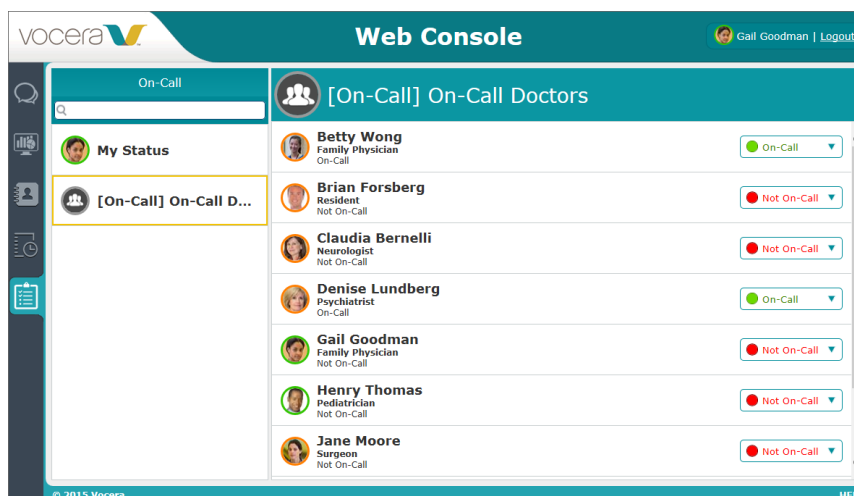 vocera
Web Console
Gail Goodman | Logout
On-Call
My Status
[On-Call] On-Call D...
[On-Call] On-Call Doctors
Betty Wong
Family Physician
On-Call
On-Call
Brian Forsberg
Resident
Not On-Call
Not On-Call
Claudia Bernelli
Neurologist
Not On-Call
Not On-Call
Denise Lundberg
Psychiatrist
On-Call
On-Call
Gail Goodman
Family Physician
Not On-Call
Not On-Call
Henry Thomas
Pediatrician
Not On-Call
Not On-Call
Jane Moore
Surgeon
Not On-Call
Not On-Call
© 2015 Vocera